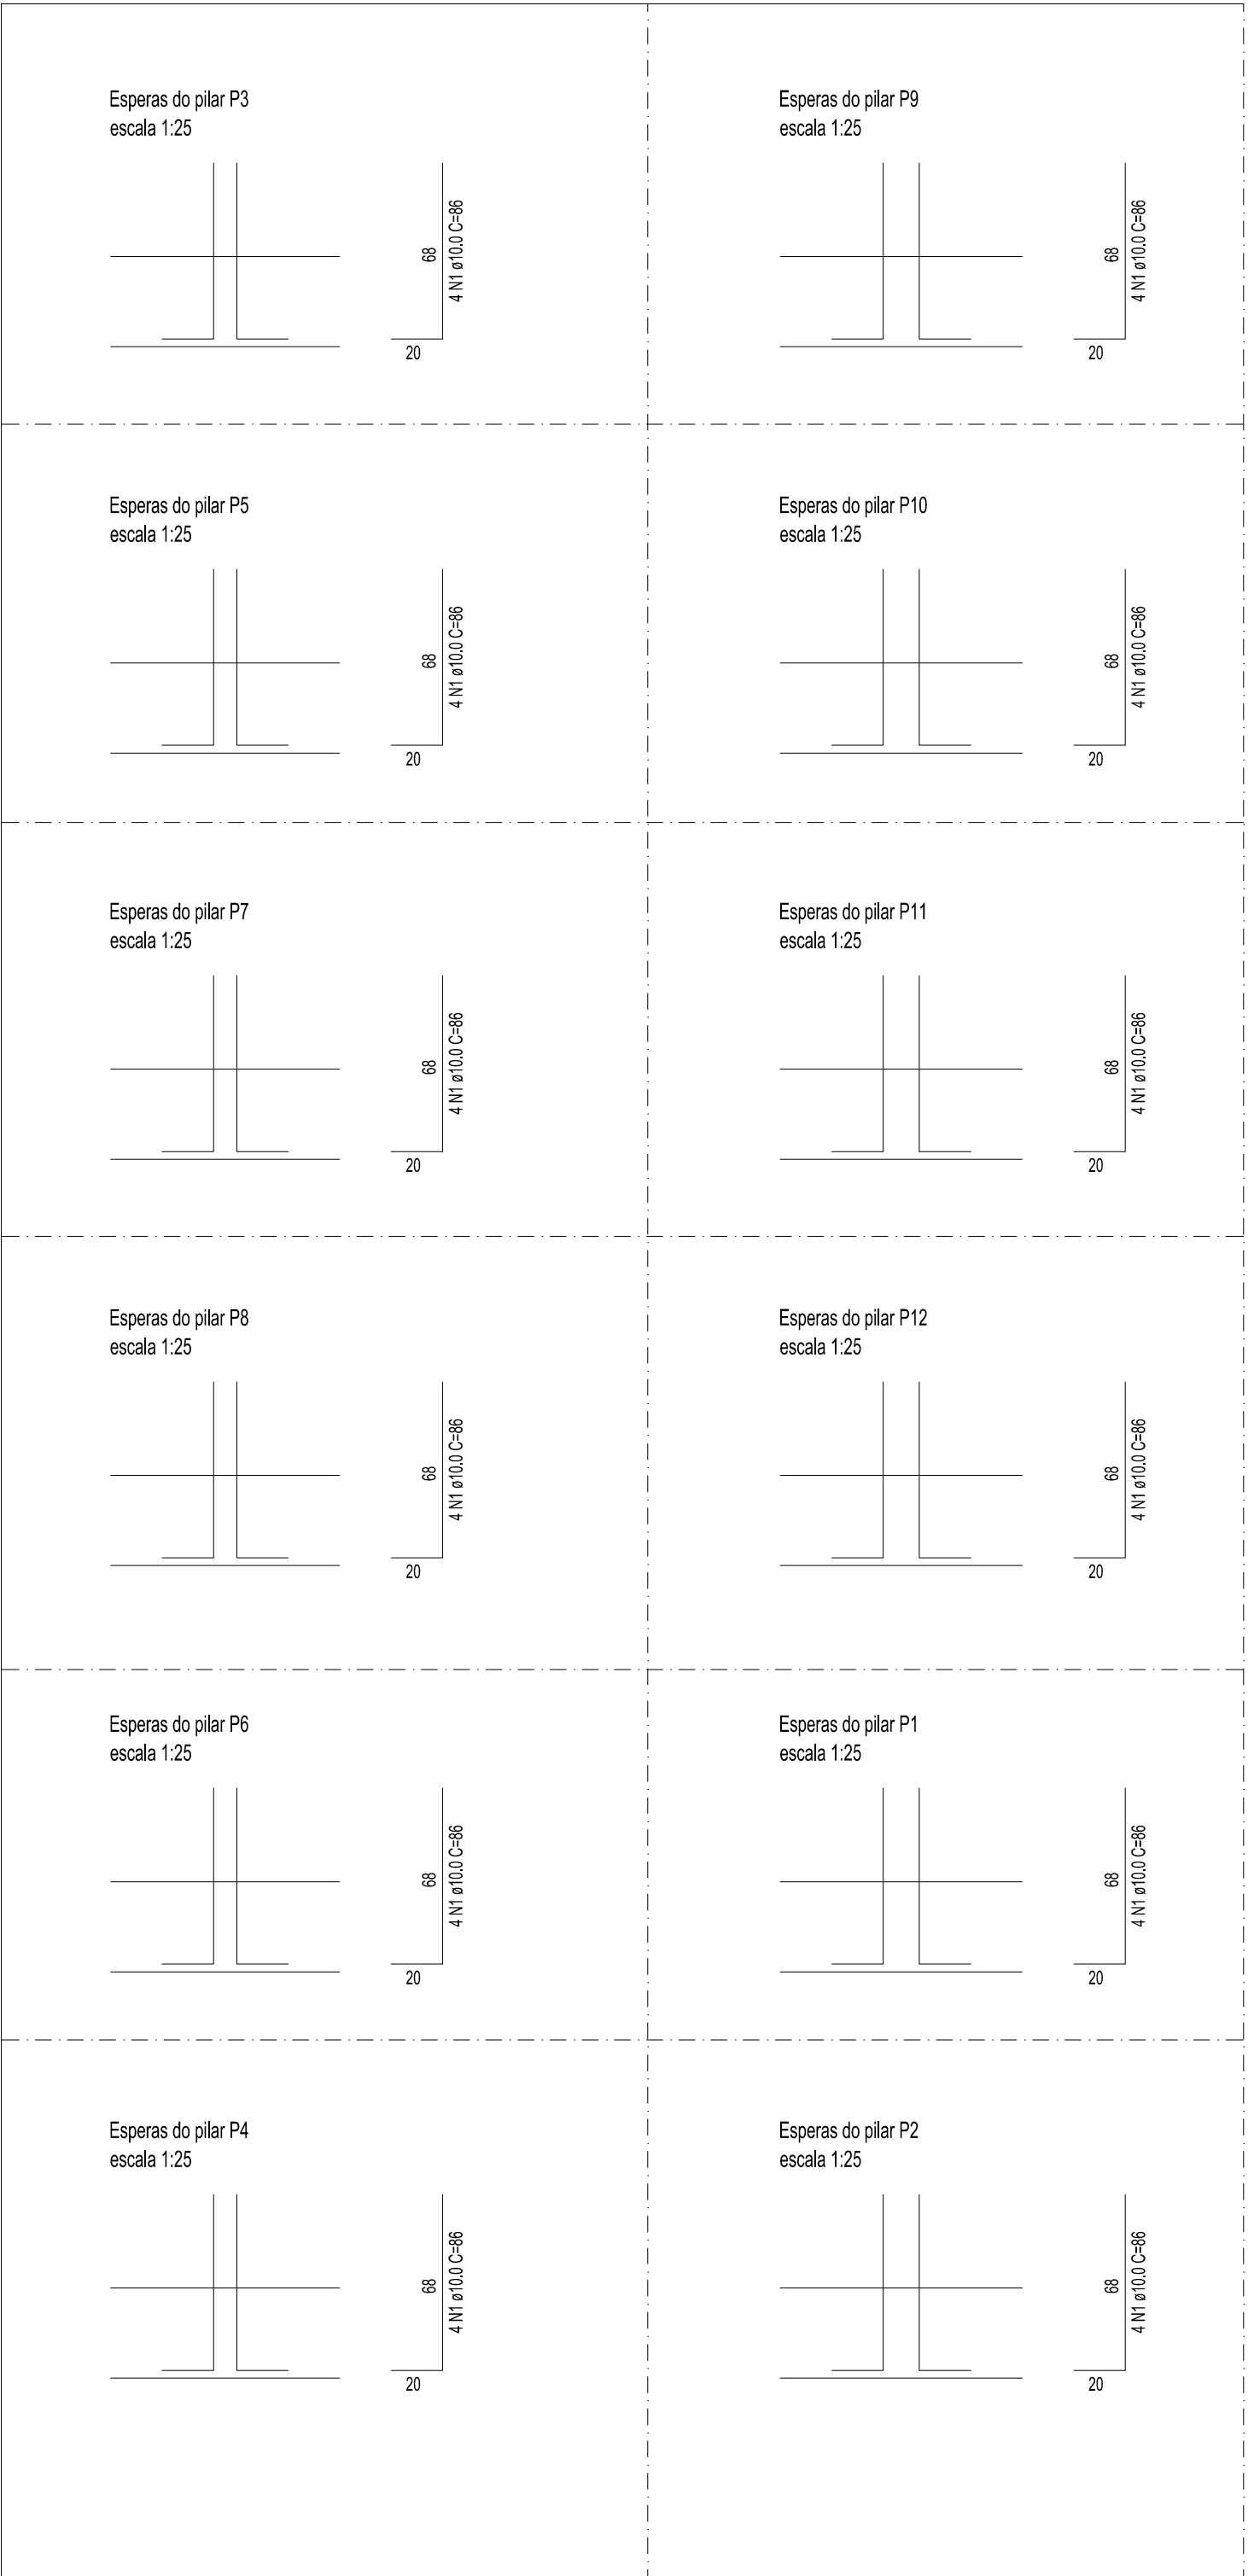 Esperas do pilar P3
escala 1:25
68
4 N1 ø10.0 C=86
20
Esperas do pilar P9
escala 1:25
68
4 N1 ø10.0 C=86
20
Esperas do pilar P5
escala 1:25
68
4 N1 ø10.0 C=86
20
Esperas do pilar P10
escala 1:25
68
4 N1 ø10.0 C=86
20
Esperas do pilar P7
escala 1:25
68
4 N1 ø10.0 C=86
20
Esperas do pilar P11
escala 1:25
68
4 N1 ø10.0 C=86
20
Esperas do pilar P8
escala 1:25
68
4 N1 ø10.0 C=86
20
Esperas do pilar P12
escala 1:25
68
4 N1 ø10.0 C=86
20
Esperas do pilar P6
escala 1:25
68
4 N1 ø10.0 C=86
20
Esperas do pilar P1
escala 1:25
68
4 N1 ø10.0 C=86
20
Esperas do pilar P4
escala 1:25
68
4 N1 ø10.0 C=86
20
Esperas do pilar P2
escala 1:25
68
4 N1 ø10.0 C=86
20